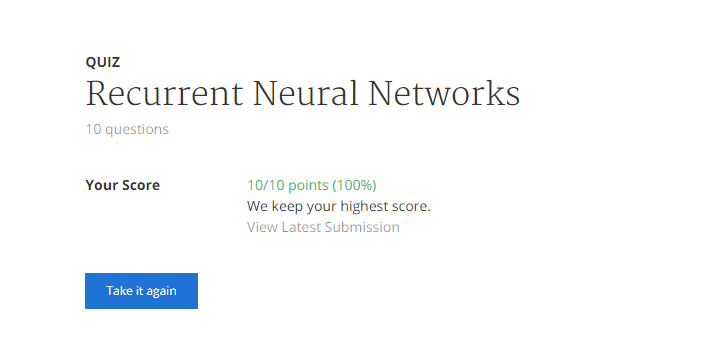 QUIZ
Recurrent Neural Networks
10 questions
Your Score
10/10 points (100%)
We keep your highest score.
View Latest Submission
Take it again